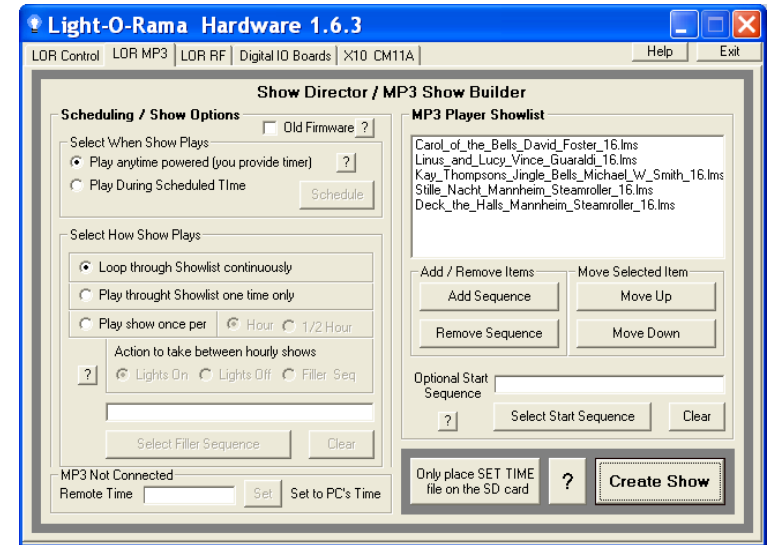 Light-O-Rama Hardware 1.6.3
LOR Control LOR MP3 LOR RF Digital IO Boards X10 CM11A Help Exit
Show Director / MP3 Show Builder
Scheduling / Show Options
Old Firmware ?
Select When Show Plays
Play anytime powered (you provide timer) ?
Play During Scheduled TIme
Schedule
Select How Show Plays
Loop through Showlist continuously
Play throught Showlist one time only
Play show once per Hour 1/2 Hour
Action to take between hourly shows
? Lights On Lights Off Filler Seq
Select Filler Sequence Clear
MP3 Not Connected
Remote Time Set Set to PC's Time
MP3 Player Showlist
Carol_of_the_Bells_David_Foster_16.lms
Linus_and_Lucy_Vince_Guaraldi_16.lms
Kay_Thompsons_Jingle_Bells_Michael_W_Smith_16.lms
Stille_Nacht_Mannheim_Steamroller_16.lms
Deck_the_Halls_Mannheim_Steamroller_16.lms
Add / Remove Items Move Selected Item
Add Sequence Move Up
Remove Sequence Move Down
Optional Start
Sequence
? Select Start Sequence Clear
Only place SET TIME
file on the SD card
? Create Show